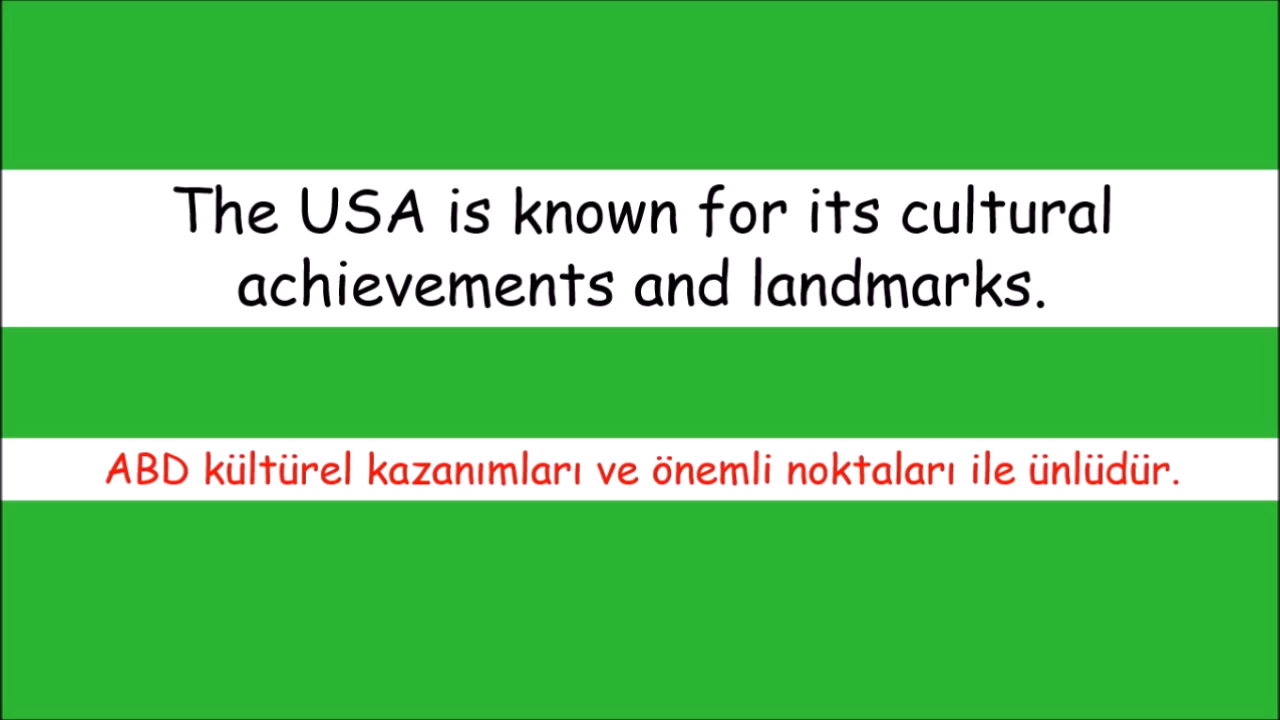 The USA is known for its cultural
achievements and landmarks.
ABD kültürel kazanımları ve önemli noktaları ile ünlüdür.